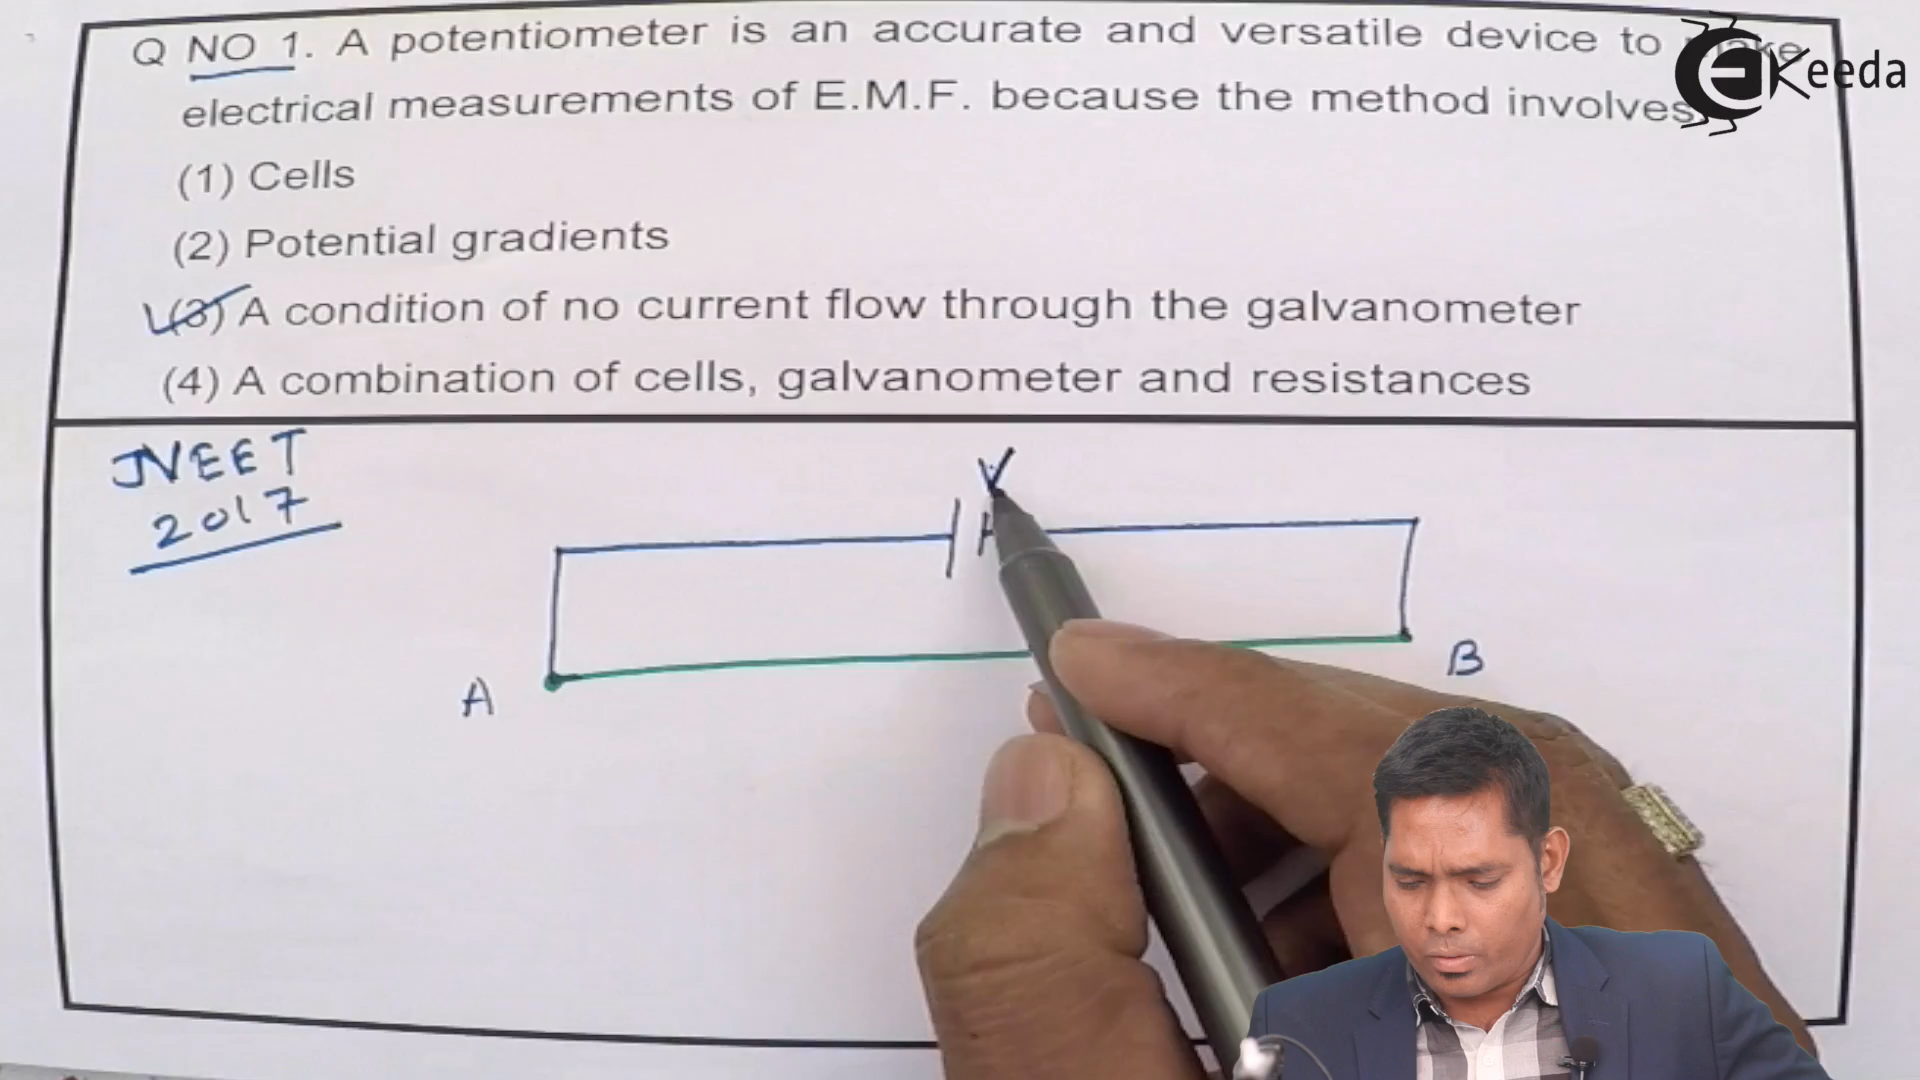 Q NO 1. A potentiometer is an accurate and versatile device to make
Keeda
electrical measurements of E.M.F. because the method involves
(1) Cells
(2) Potential gradients
(3) A condition of no current flow through the galvanometer
(4) A combination of cells, galvanometer and resistances
NEET
2017
V
A
B